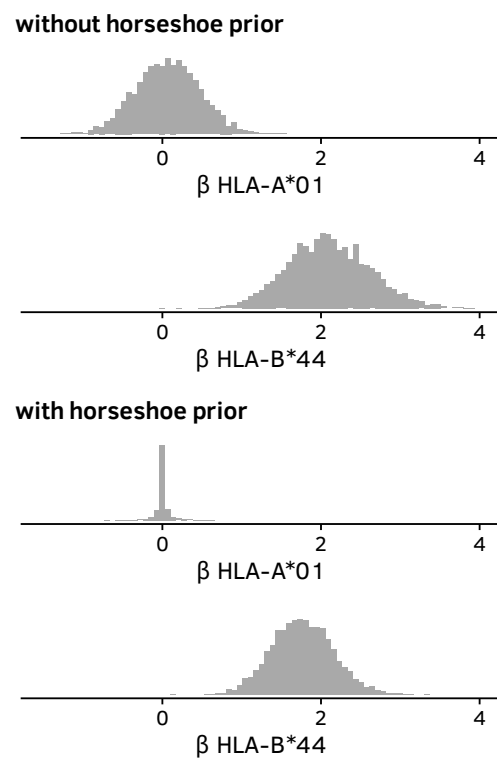 without horseshoe prior
0 2 4
β HLA-A*01
0 2 4
β HLA-B*44
with horseshoe prior
0 2 4
β HLA-A*01
0 2 4
β HLA-B*44